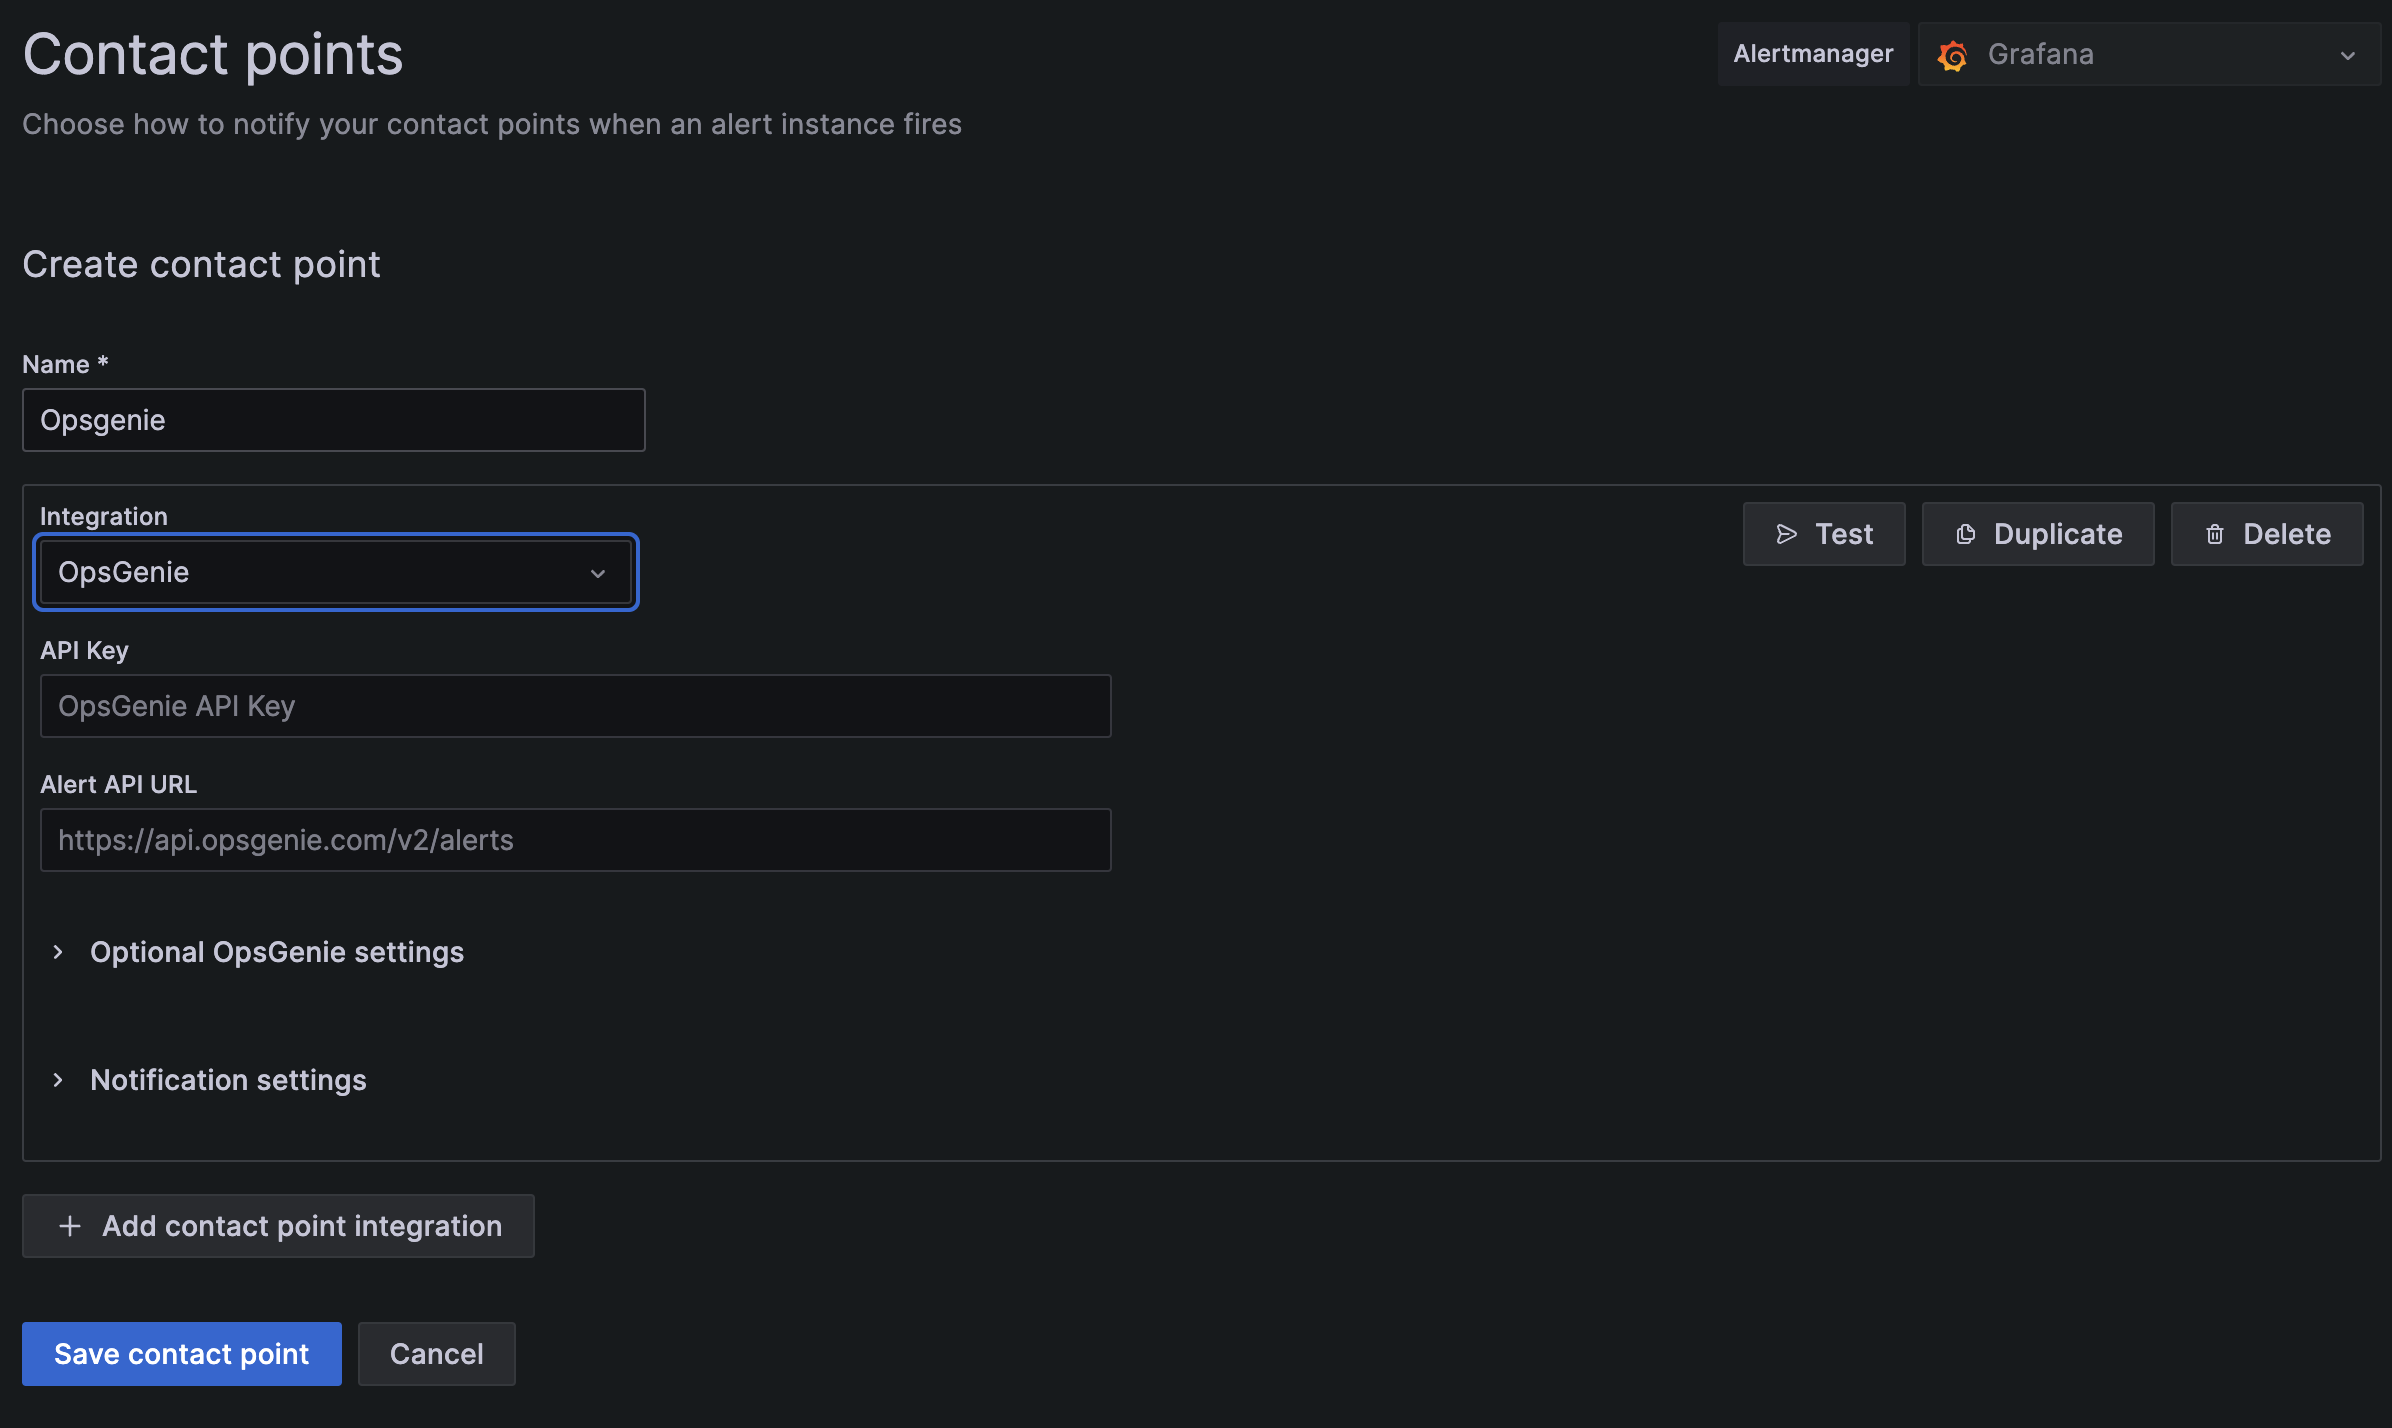 Contact points
Alertmanager
Grafana
Choose how to notify your contact points when an alert instance fires
Create contact point
Name *
Opsgenie
Integration
OpsGenie
Test
Duplicate
Delete
API Key
OpsGenie API Key
Alert API URL
https://api.opsgenie.com/v2/alerts
Optional OpsGenie settings
Notification settings
Add contact point integration
Save contact point
Cancel